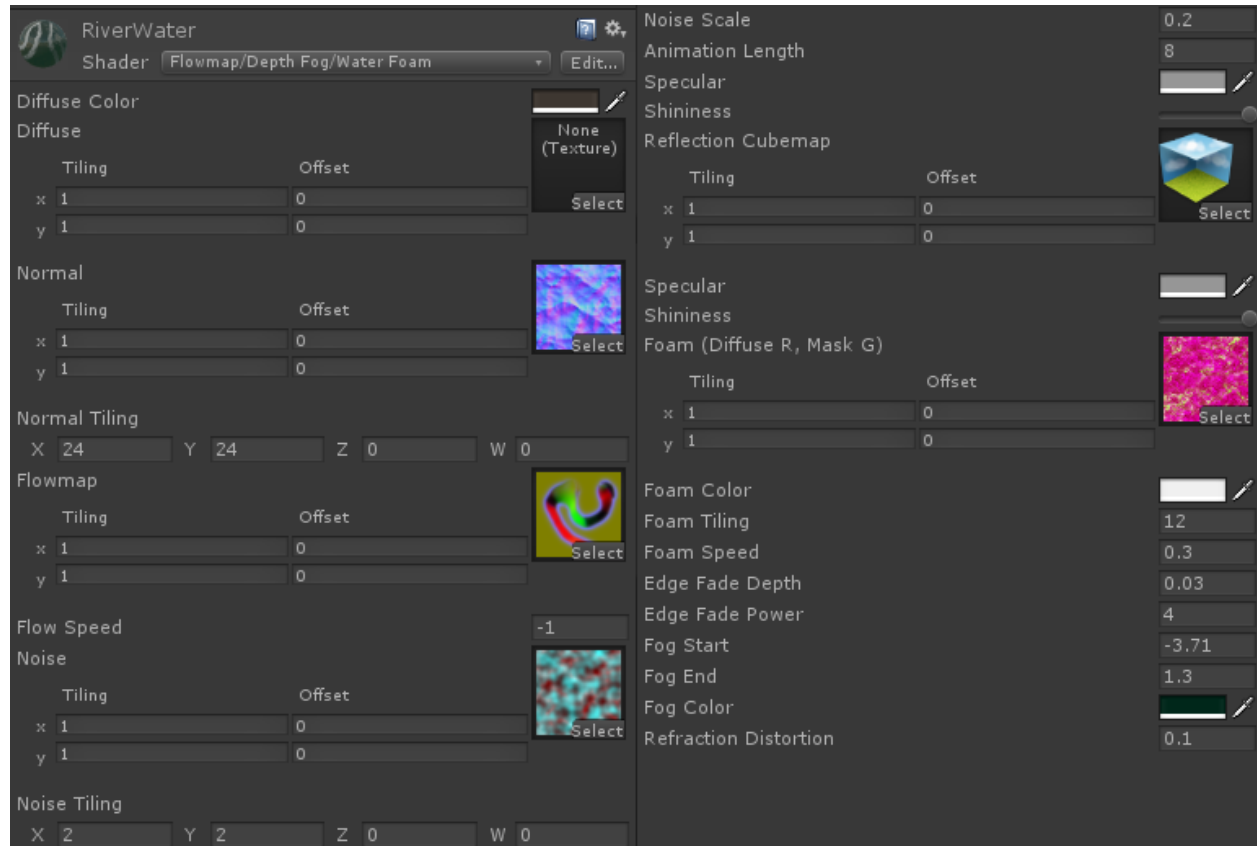 RiverWater
Shader Flowmap/Depth Fog/Water Foam Edit...
Diffuse Color
Diffuse
None
(Texture)
Tiling Offset
x 1 0
Select
y 1 0
Normal
Tiling Offset
x 1 0
Select
y 1 0
Normal Tiling
X 24 Y 24 Z 0 W 0
Flowmap
Tiling Offset
x 1 0
Select
y 1 0
Flow Speed -1
Noise
Tiling Offset
x 1 0
Select
y 1 0
Noise Tiling
X 2 Y 2 Z 0 W 0
Noise Scale 0.2
Animation Length 8
Specular
Shininess
Reflection Cubemap
Tiling Offset
x 1 0
Select
y 1 0
Specular
Shininess
Foam (Diffuse R, Mask G)
Tiling Offset
x 1 0
Select
y 1 0
Foam Color
Foam Tiling 12
Foam Speed 0.3
Edge Fade Depth 0.03
Edge Fade Power 4
Fog Start -3.71
Fog End 1.3
Fog Color
Refraction Distortion 0.1